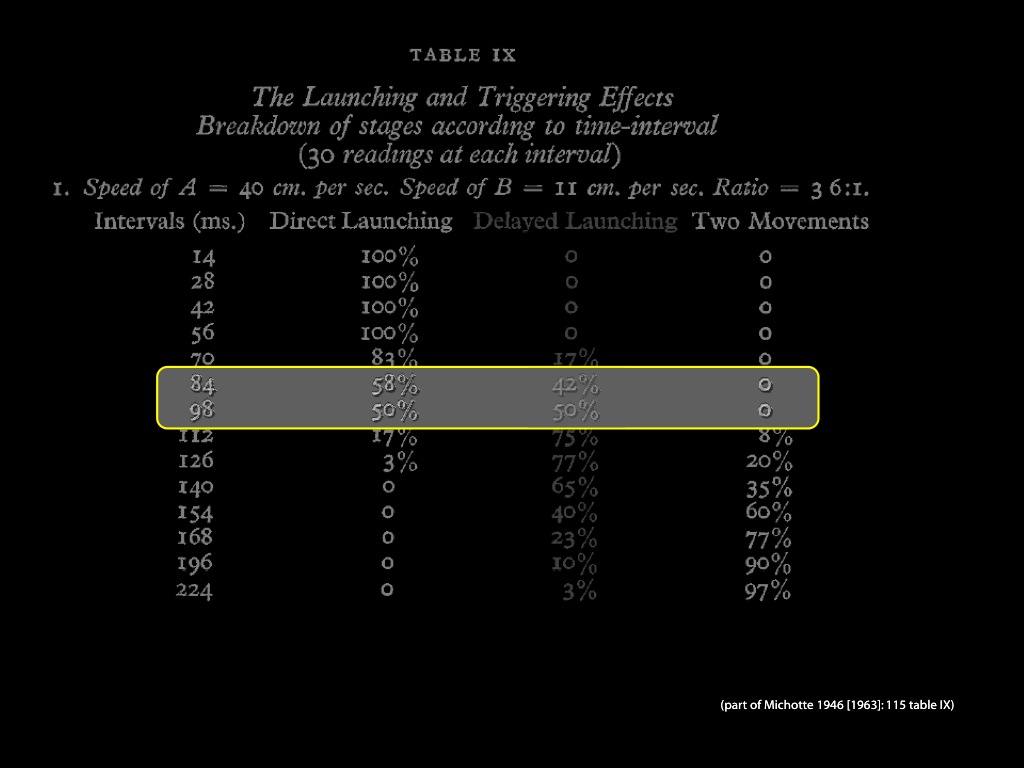 TABLE IX
The Launching and Triggering Effects
Breakdown of stages according to time-interval
(30 readings at each interval)
1. Speed of A = 40 cm. per sec. Speed of B = 11 cm. per sec. Ratio = 3 6:1.
Intervals (ms.) Direct Launching Delayed Launching Two Movements
14 100% 0 0
28 100% 0 0
42 100% 0 0
56 100% 0 0
70 83% 17% 0
84 58% 42% 0
98 50% 50% 0
112 17% 75% 8%
126 3% 77% 20%
140 0 65% 35%
154 0 40% 60%
168 0 23% 77%
196 0 10% 90%
224 0 3% 97%
(part of Michotte 1946 [1963]: 115 table IX)